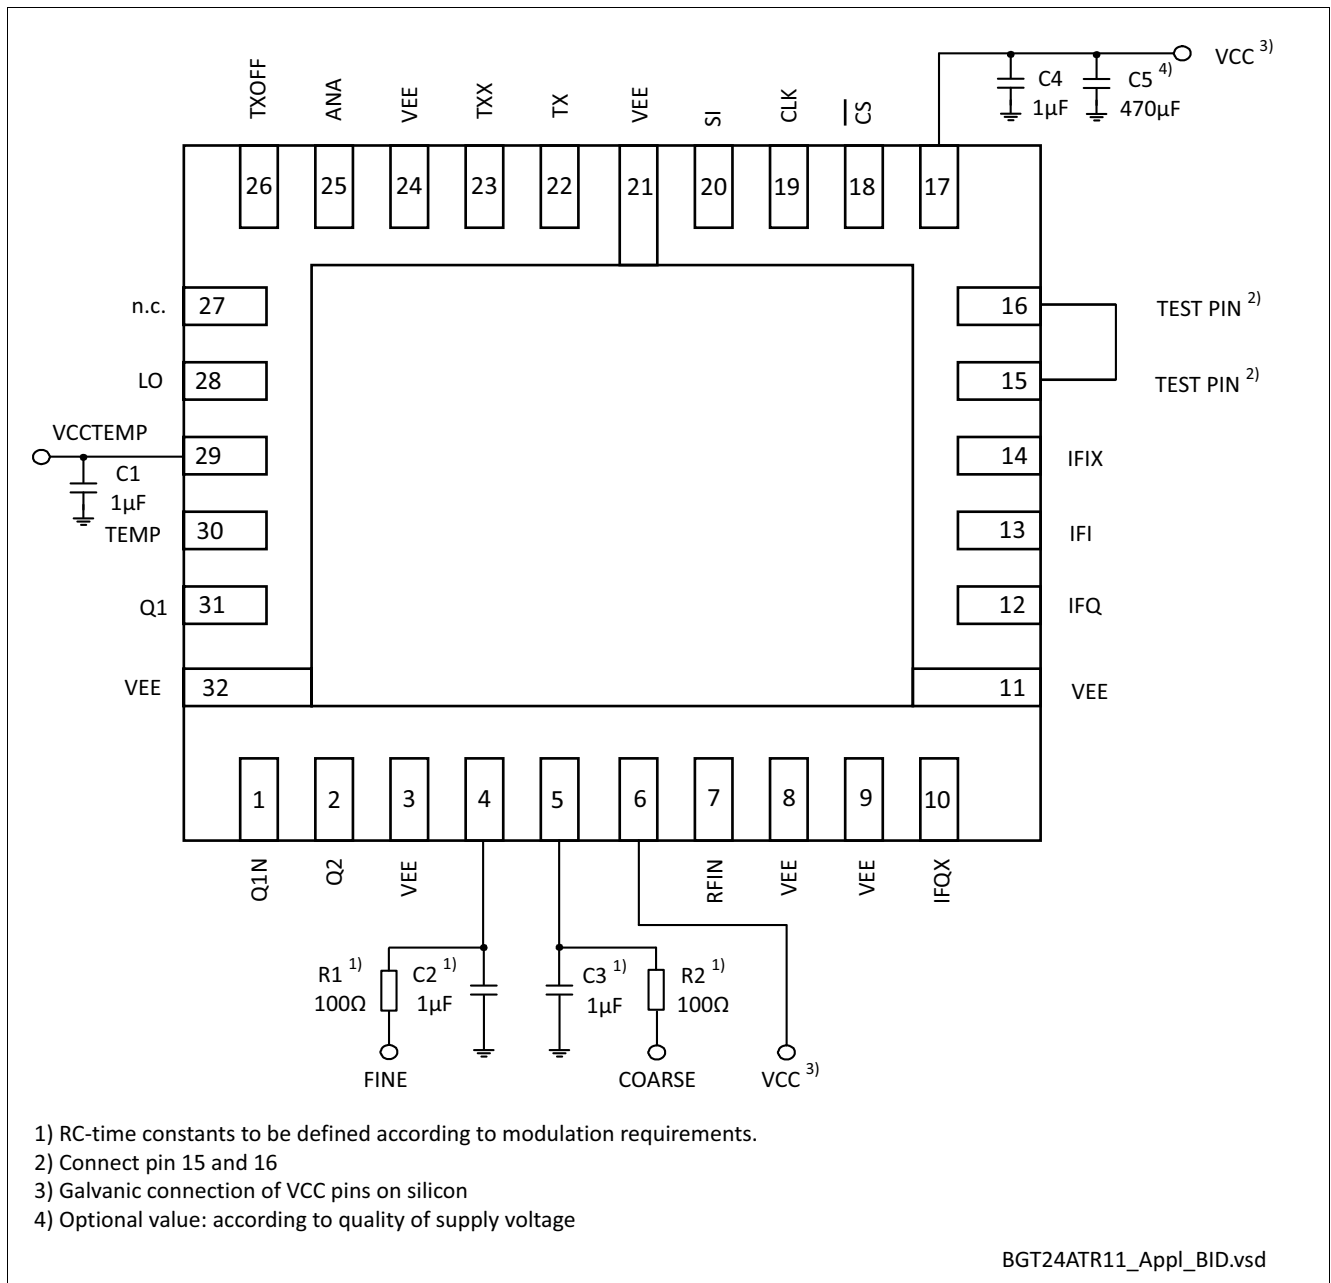 TXOFF
ANA
VEE
TXX
TX
VEE
SI
CLK
CS
VCC 3)
C4
1µF
C5 4)
470µF
26
25
24
23
22
21
20
19
18
17
n.c.
27
16
TEST PIN 2)
LO
28
15
TEST PIN 2)
VCCTEMP
29
C1
1µF
14
IFIX
TEMP
30
13
IFI
Q1
31
12
IFQ
VEE
32
11
VEE
1
2
3
4
5
6
7
8
9
10
Q1N
Q2
VEE
RFIN
VEE
VEE
IFQX
R1 1)
100Ω
C2 1)
1µF
C3 1)
1µF
R2 1)
100Ω
FINE
COARSE
VCC 3)
1) RC-time constants to be defined according to modulation requirements.
2) Connect pin 15 and 16
3) Galvanic connection of VCC pins on silicon
4) Optional value: according to quality of supply voltage
BGT24ATR11_Appl_BID.vsd